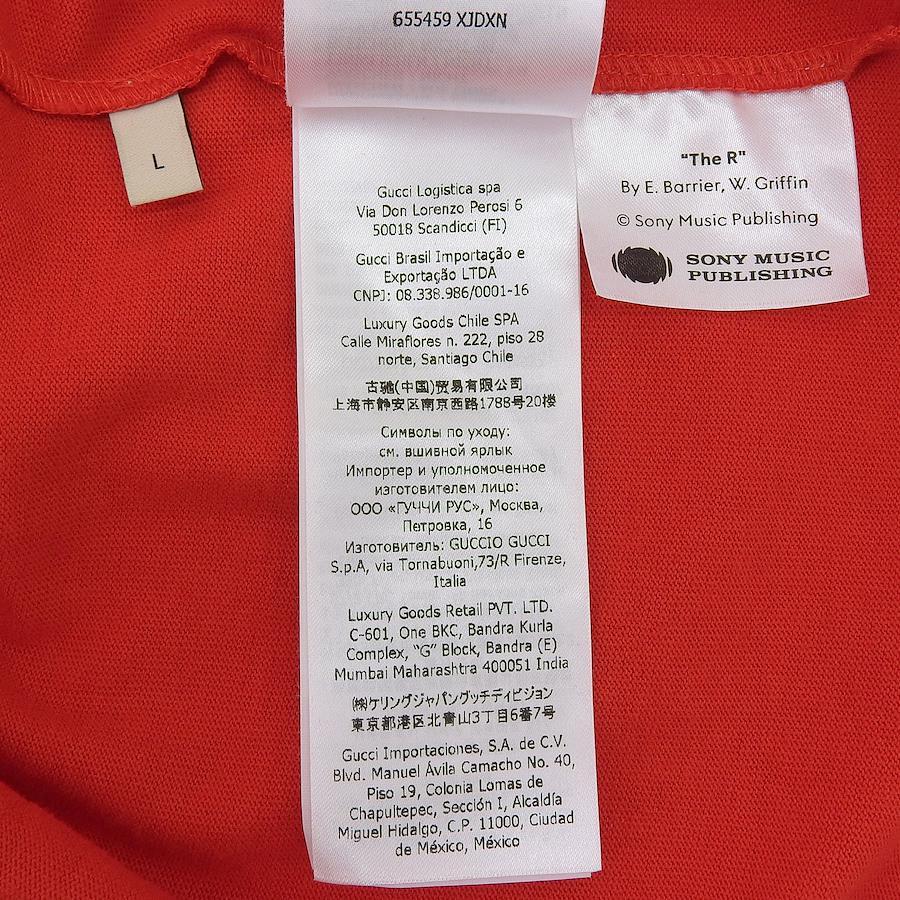 655459 XJDXN
L
Gucci Logistica spa
Via Don Lorenzo Perosi 6
50018 Scandicci (FI)
Gucci Brasil Importação e
Exportação LTDA
CNPJ: 08.338.986/0001-16
Luxury Goods Chile SPA
Calle Miraflores n. 222, piso 28
norte, Santiago Chile
古驰(中国)贸易有限公司
上海市静安区南京西路1788号20楼
Символы по уходу:
см. вшивной ярлык
Импортер и уполномоченное
изготовителем лицо:
ООО «ГУЧЧИ РУС», Москва,
Петровка, 16
Изготовитель: GUCCIO GUCCI
S.p.A, via Tornabuoni,73/R Firenze,
Italia
Luxury Goods Retail PVT. LTD.
C-601, One BKC, Bandra Kurla
Complex, “G” Block, Bandra (E)
Mumbai Maharashtra 400051 India
㈱ケリングジャパングッチディビジョン
東京都港区北青山3丁目6番7号
Gucci Importaciones, S.A. de C.V.
Blvd. Manuel Ávila Camacho No. 40,
Piso 19, Colonia Lomas de
Chapultepec, Sección I, Alcaldía
Miguel Hidalgo, C.P. 11000, Ciudad
de México, México
“The R”
By E. Barrier, W. Griffin
© Sony Music Publishing
SONY MUSIC
PUBLISHING